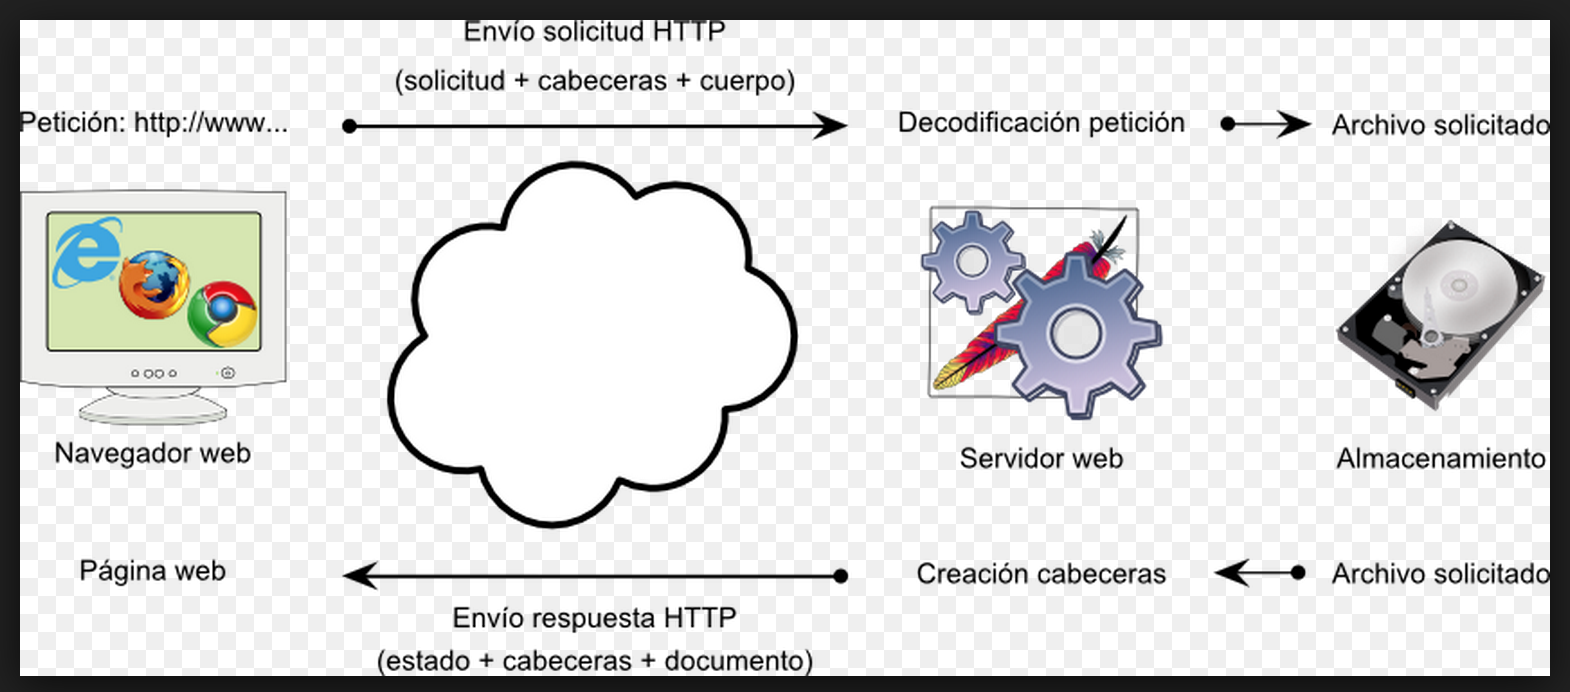 Envío solicitud HTTP
(solicitud + cabeceras + cuerpo)
Petición: http://www...
Decodificación petición
Archivo solicitado
Navegador web
Servidor web
Almacenamiento
Página web
Creación cabeceras
Archivo solicitado
Envío respuesta HTTP
(estado + cabeceras + documento)